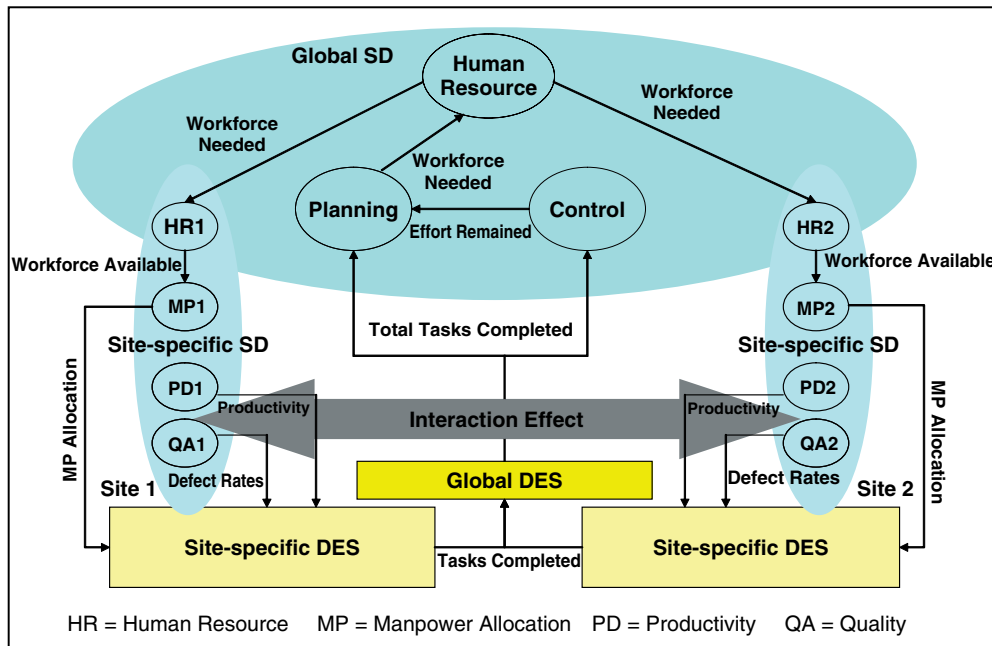 Global SD
Human
Resource
Workforce
Needed
Workforce
Needed
Workforce
Needed
Planning
Control
Effort Remained
HR1
HR2
Workforce Available
Workforce Available
MP1
MP2
Total Tasks Completed
Site-specific SD
Site-specific SD
MP Allocation
MP Allocation
PD1
PD2
Productivity
Productivity
Interaction Effect
QA1
QA2
Defect Rates
Defect Rates
Global DES
Site 1
Site 2
Site-specific DES
Site-specific DES
Tasks Completed
HR = Human Resource MP = Manpower Allocation PD = Productivity QA = Quality